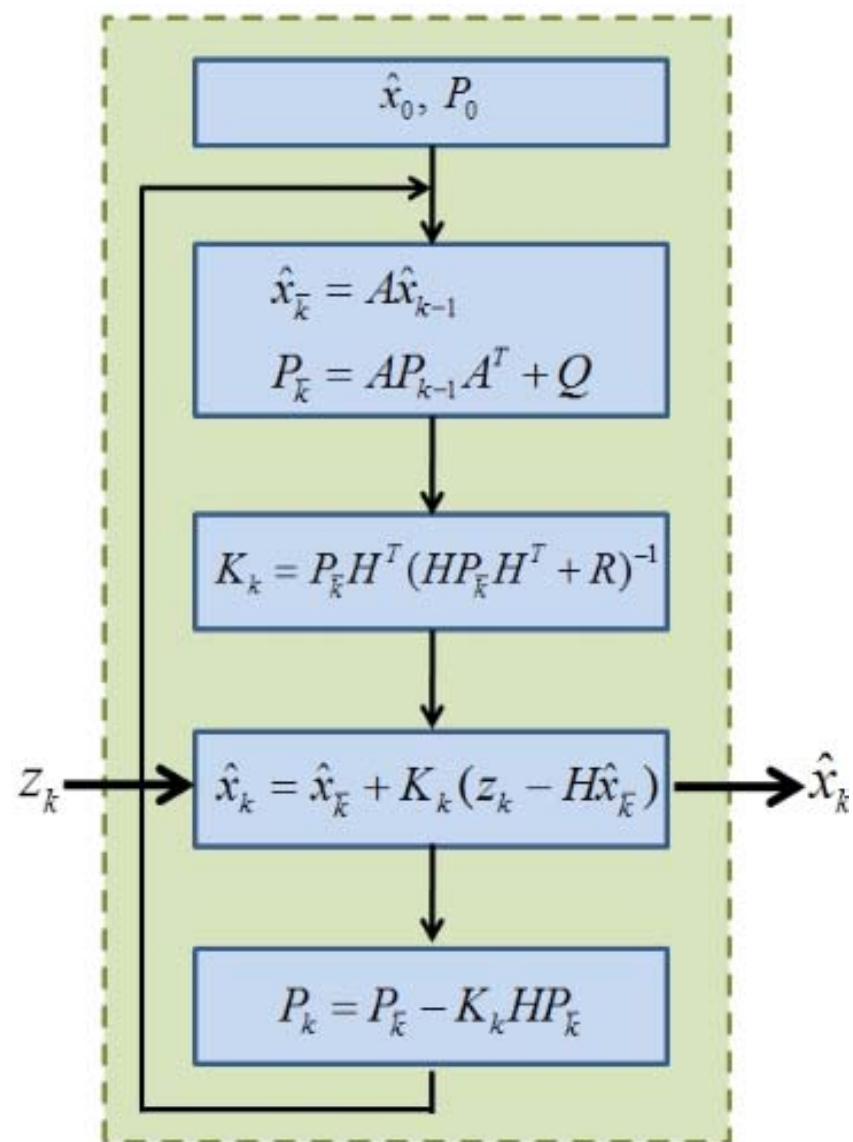 x̂₀, P₀
x̂_k̄ = Ax̂_{k−1}
P_k̄ = AP_{k−1}A^T + Q
K_k = P_k̄H^T(HP_k̄H^T + R)^{−1}
z_k
x̂_k = x̂_k̄ + K_k(z_k − Hx̂_k̄)
x̂_k
P_k = P_k̄ − K_kHP_k̄